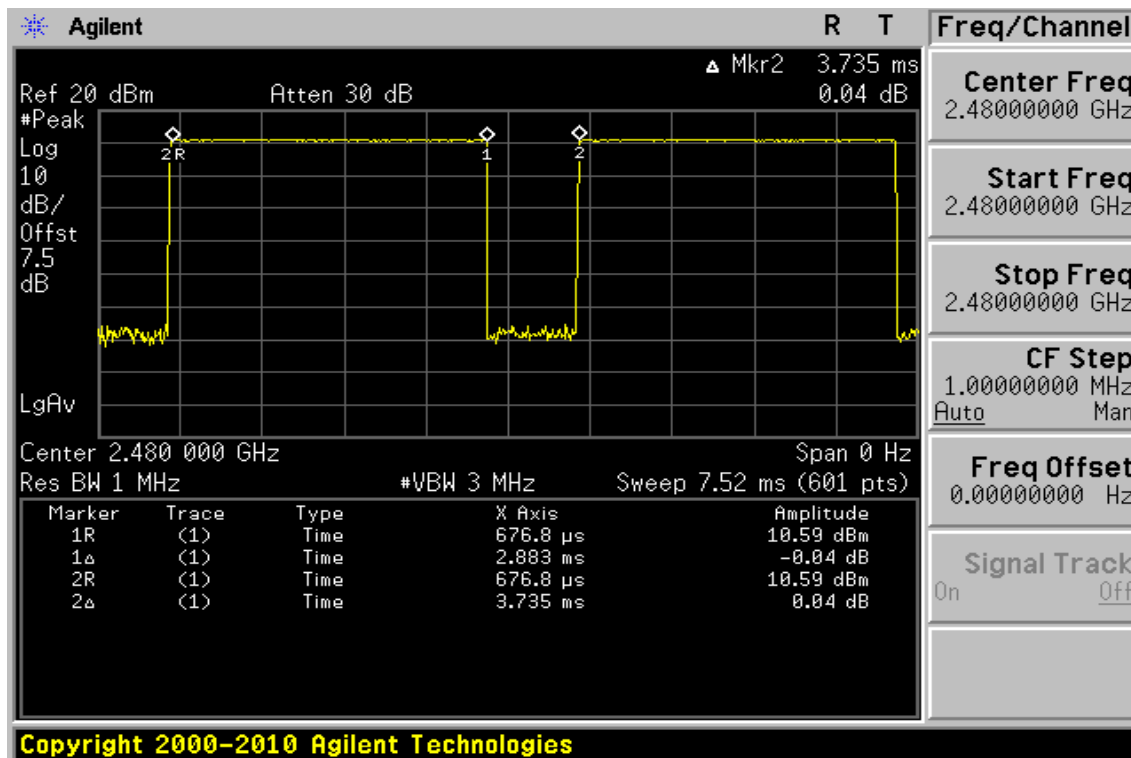 Agilent R T Freq/Channel
▵ Mkr2 3.735 ms
Ref 20 dBm Atten 30 dB 0.04 dB
#Peak
Log
10
dB/
Offst
7.5
dB
LgAv
2R 1 2
Center 2.480 000 GHz Span 0 Hz
Res BW 1 MHz #VBW 3 MHz Sweep 7.52 ms (601 pts)
Marker Trace Type X Axis Amplitude
1R (1) Time 676.8 µs 10.59 dBm
1▵ (1) Time 2.883 ms -0.04 dB
2R (1) Time 676.8 µs 10.59 dBm
2▵ (1) Time 3.735 ms 0.04 dB
Center Freq
2.48000000 GHz
Start Freq
2.48000000 GHz
Stop Freq
2.48000000 GHz
CF Step
1.00000000 MHz
Auto Man
Freq Offset
0.00000000 Hz
Signal Track
On Off
Copyright 2000-2010 Agilent Technologies